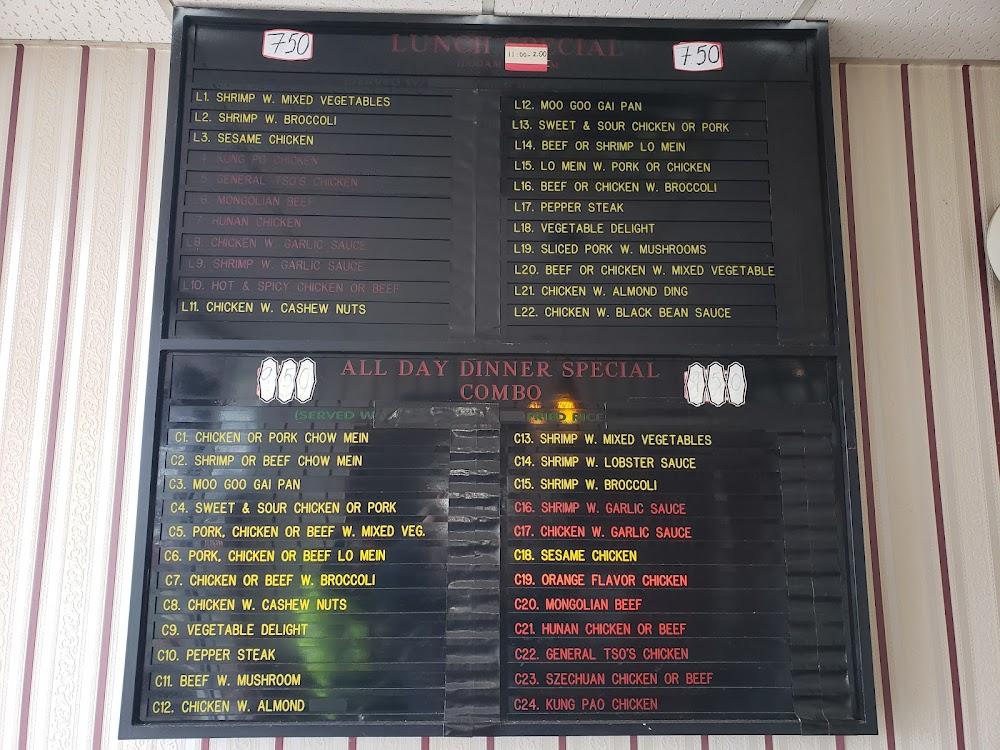 750
LUNCH SPECIAL
11:00-2:00
750
L1. SHRIMP W. MIXED VEGETABLES
L2. SHRIMP W. BROCCOLI
L3. SESAME CHICKEN
4. KUNG PO CHICKEN
5. GENERAL TSO'S CHICKEN
L6. MONGOLIAN BEEF
7. HUNAN CHICKEN
L8. CHICKEN W. GARLIC SAUCE
L9. SHRIMP W. GARLIC SAUCE
L10. HOT & SPICY CHICKEN OR BEEF
L11. CHICKEN W. CASHEW NUTS
L12. MOO GOO GAI PAN
L13. SWEET & SOUR CHICKEN OR PORK
L14. BEEF OR SHRIMP LO MEIN
L15. LO MEIN W. PORK OR CHICKEN
L16. BEEF OR CHICKEN W. BROCCOLI
L17. PEPPER STEAK
L18. VEGETABLE DELIGHT
L19. SLICED PORK W. MUSHROOMS
L20. BEEF OR CHICKEN W. MIXED VEGETABLE
L21. CHICKEN W. ALMOND DING
L22. CHICKEN W. BLACK BEAN SAUCE
ALL DAY DINNER SPECIAL
COMBO
(SERVED FRIED RICE
C1. CHICKEN OR PORK CHOW MEIN
C2. SHRIMP OR BEEF CHOW MEIN
C3. MOO GOO GAI PAN
C4. SWEET & SOUR CHICKEN OR PORK
C5. PORK, CHICKEN OR BEEF W. MIXED VEG.
C6. PORK, CHICKEN OR BEEF LO MEIN
C7. CHICKEN OR BEEF W. BROCCOLI
C8. CHICKEN W. CASHEW NUTS
C9. VEGETABLE DELIGHT
C10. PEPPER STEAK
C11. BEEF W. MUSHROOM
C12. CHICKEN W. ALMOND
C13. SHRIMP W. MIXED VEGETABLES
C14. SHRIMP W. LOBSTER SAUCE
C15. SHRIMP W. BROCCOLI
C16. SHRIMP W. GARLIC SAUCE
C17. CHICKEN W. GARLIC SAUCE
C18. SESAME CHICKEN
C19. ORANGE FLAVOR CHICKEN
C20. MONGOLIAN BEEF
C21. HUNAN CHICKEN OR BEEF
C22. GENERAL TSO'S CHICKEN
C23. SZECHUAN CHICKEN OR BEEF
C24. KUNG PAO CHICKEN